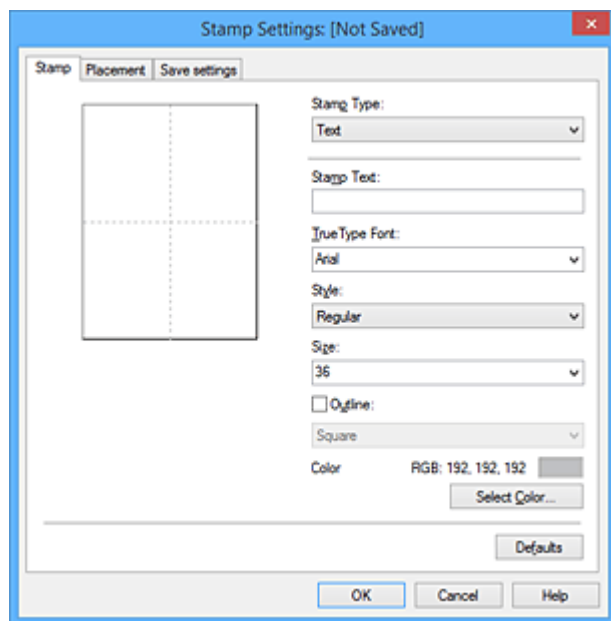 Stamp Settings: [Not Saved]
Stamp Placement Save settings
Stamp Type:
Text
Stamp Text:
TrueType Font:
Arial
Style:
Regular
Size:
36
Outline:
Square
Color RGB: 192, 192, 192
Select Color...
Defaults
OK Cancel Help